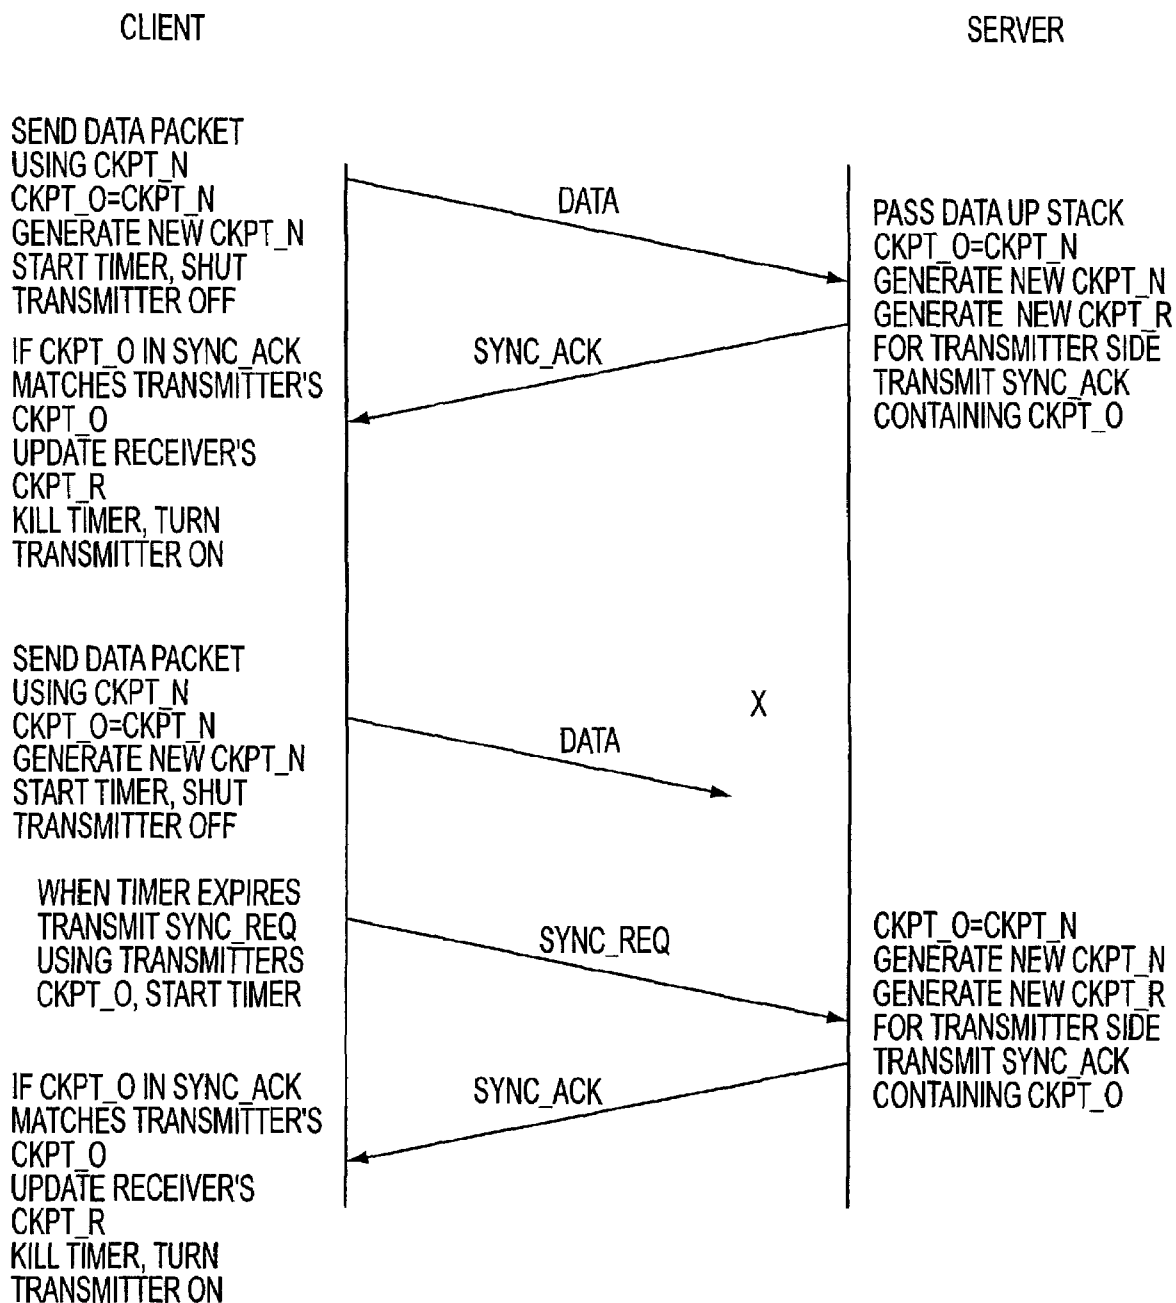 CLIENT
SERVER
SEND DATA PACKET
USING CKPT_N
CKPT_O=CKPT_N
GENERATE NEW CKPT_N
START TIMER, SHUT
TRANSMITTER OFF
DATA
PASS DATA UP STACK
CKPT_O=CKPT_N
GENERATE NEW CKPT_N
GENERATE NEW CKPT_R
FOR TRANSMITTER SIDE
TRANSMIT SYNC_ACK
CONTAINING CKPT_O
SYNC_ACK
IF CKPT_O IN SYNC_ACK
MATCHES TRANSMITTER'S
CKPT_O
UPDATE RECEIVER'S
CKPT_R
KILL TIMER, TURN
TRANSMITTER ON
SEND DATA PACKET
USING CKPT_N
CKPT_O=CKPT_N
GENERATE NEW CKPT_N
START TIMER, SHUT
TRANSMITTER OFF
DATA
X
WHEN TIMER EXPIRES
TRANSMIT SYNC_REQ
USING TRANSMITTERS
CKPT_O, START TIMER
SYNC_REQ
CKPT_O=CKPT_N
GENERATE NEW CKPT_N
GENERATE NEW CKPT_R
FOR TRANSMITTER SIDE
TRANSMIT SYNC_ACK
CONTAINING CKPT_O
SYNC_ACK
IF CKPT_O IN SYNC_ACK
MATCHES TRANSMITTER'S
CKPT_O
UPDATE RECEIVER'S
CKPT_R
KILL TIMER, TURN
TRANSMITTER ON